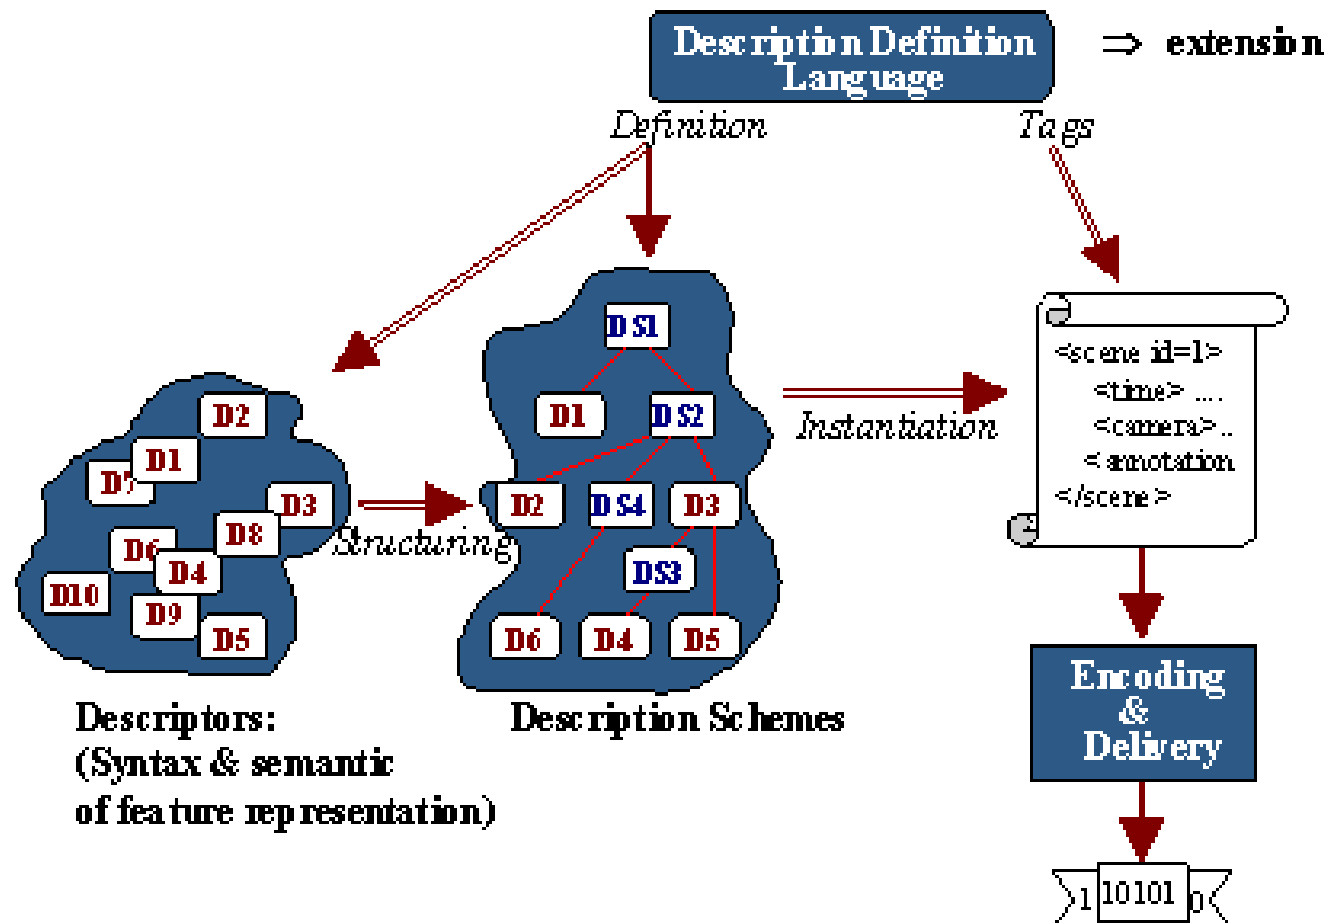 Description Definition
Language
⇒ extension
Definition
Tags
DS1
D1
DS2
D2
DS4
D3
DS3
D6
D4
D5
D2
D1
D7
D3
D8
D6
D4
D10
D9
D5
Structuring
Instantiation
<scene id=1>
<time> ....
<camera>..
<annotation
</scene>
Descriptors:
(Syntax & semantic
of feature representation)
Description Schemes
Encoding
&
Delivery
1 10101 0